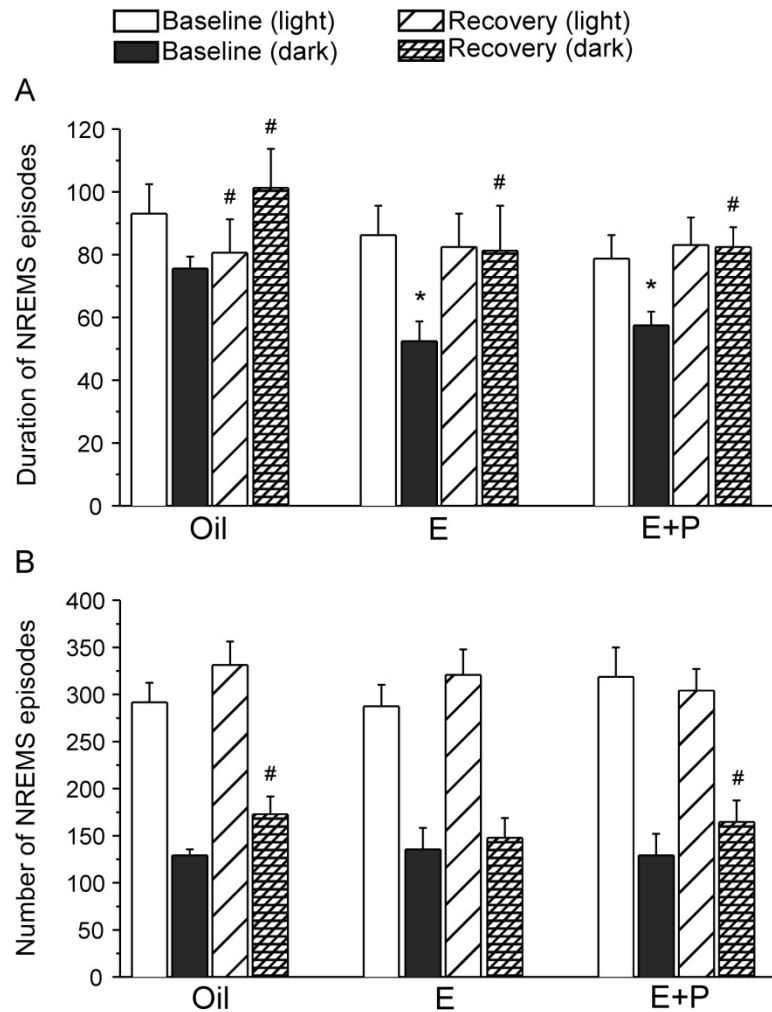 Baseline (light) Recovery (light)
Baseline (dark) Recovery (dark)
A
Duration of NREMS episodes
120
100
80
60
40
20
0
# # # #
* *
Oil E E+P
B
Number of NREMS episodes
400
350
300
250
200
150
100
50
0
# #
Oil E E+P